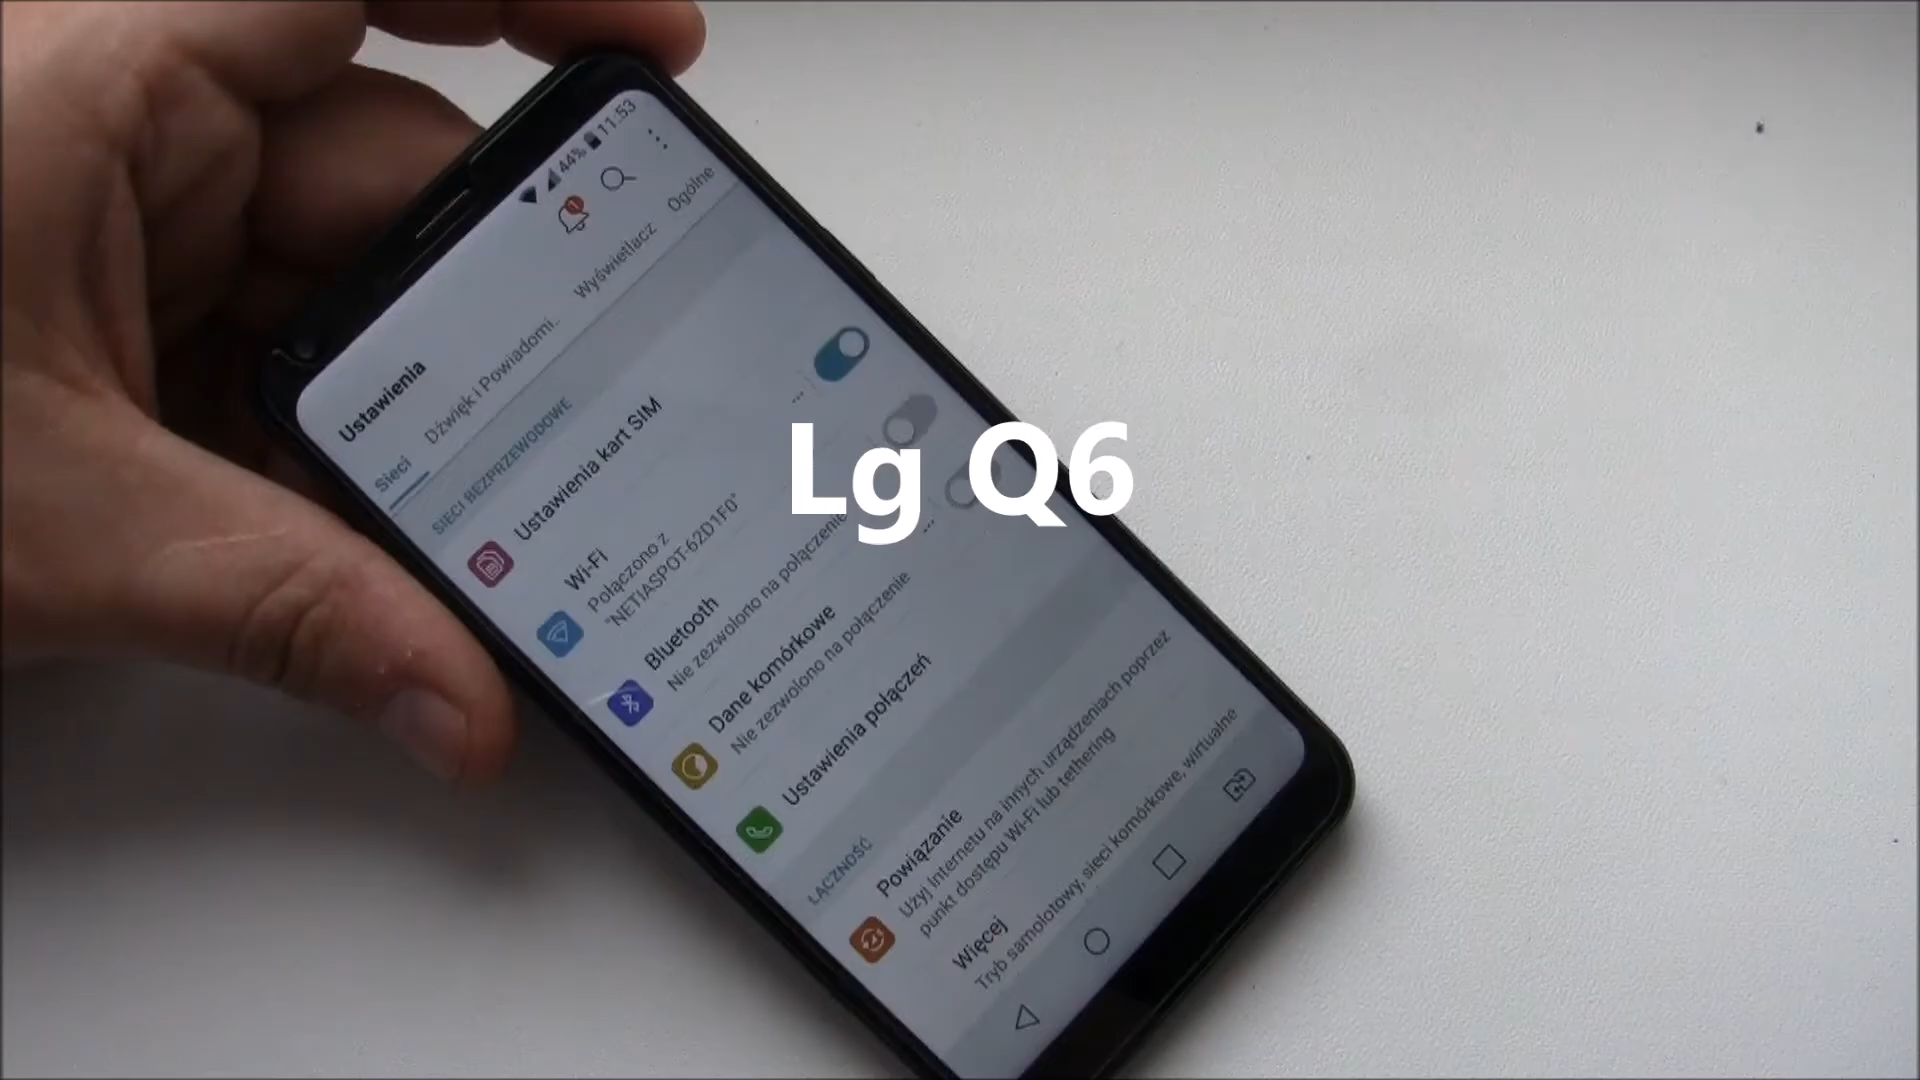 44% 11:53
1
Ustawienia
Sieci Dźwięk i Powiadomi.. Wyświetlacz Ogólne
SIECI BEZPRZEWODOWE
Ustawienia kart SIM
Wi-Fi
Połączono z
"NETIASPOT-62D1F0"
Bluetooth
Nie zezwolono na połączenie
Dane komórkowe
Nie zezwolono na połączenie
Ustawienia połączeń
ŁĄCZNOŚĆ
Powiązanie
Użyj Internetu na innych urządzeniach poprzez
punkt dostępu Wi-Fi lub tethering
Więcej
Tryb samolotowy, sieci komórkowe, wirtualne
Lg Q6